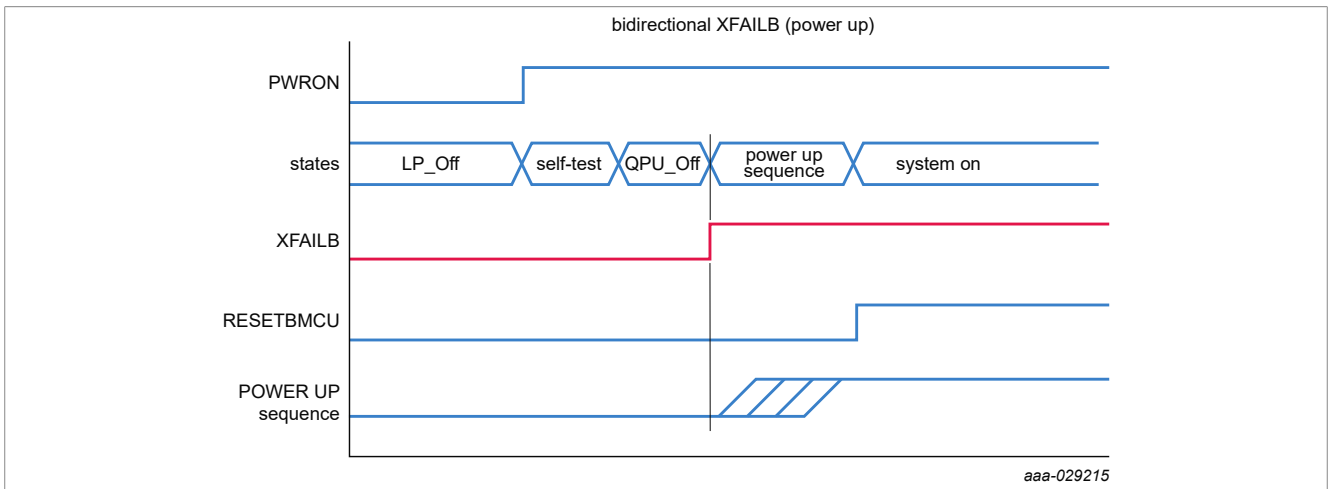 bidirectional XFAILB (power up)
PWRON
states
LP_Off
self-test
QPU_Off
power up
sequence
system on
XFAILB
RESETBMCU
POWER UP
sequence
aaa-029215